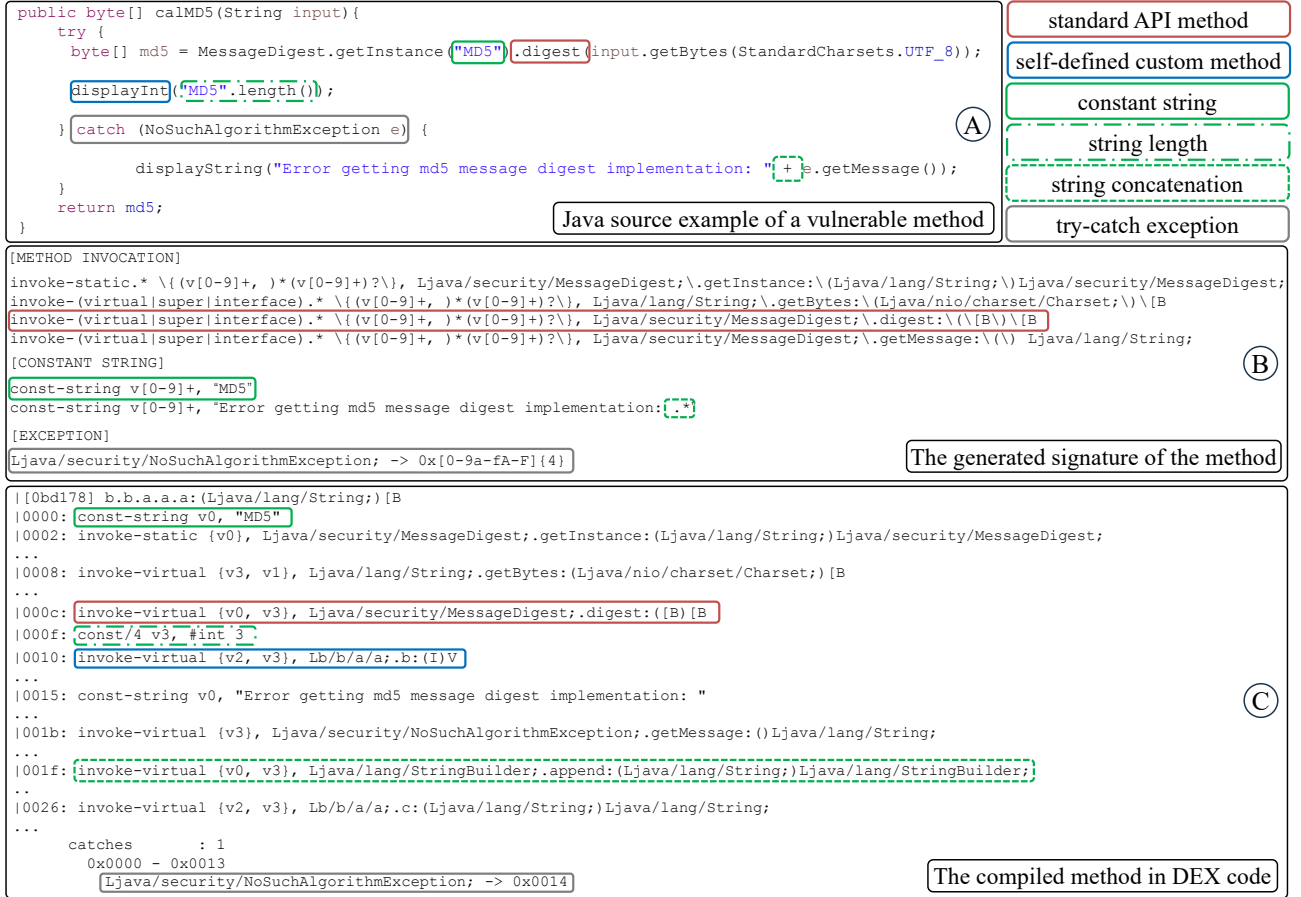 public byte[] calMD5(String input){
try {
byte[] md5 = MessageDigest.getInstance("MD5").digest(input.getBytes(StandardCharsets.UTF_8));
displayInt("MD5".length());
} catch (NoSuchAlgorithmException e) {
displayString("Error getting md5 message digest implementation: " + e.getMessage());
}
return md5;
}
A
Java source example of a vulnerable method
standard API method
self-defined custom method
constant string
string length
string concatenation
try-catch exception
[METHOD INVOCATION]
invoke-static.* \{(v[0-9]+, )*(v[0-9]+)?\}, Ljava/security/MessageDigest;\.getInstance:\(Ljava/lang/String;\)Ljava/security/MessageDigest;
invoke-(virtual|super|interface).* \{(v[0-9]+, )*(v[0-9]+)?\}, Ljava/lang/String;\.getBytes:\(Ljava/nio/charset/Charset;\)\[B
invoke-(virtual|super|interface).* \{(v[0-9]+, )*(v[0-9]+)?\}, Ljava/security/MessageDigest;\.digest:\(\[B\)\[B
invoke-(virtual|super|interface).* \{(v[0-9]+, )*(v[0-9]+)?\}, Ljava/security/MessageDigest;\.getMessage:\(\) Ljava/lang/String;
[CONSTANT STRING]
const-string v[0-9]+, "MD5"
const-string v[0-9]+, "Error getting md5 message digest implementation: .*"
[EXCEPTION]
Ljava/security/NoSuchAlgorithmException; -> 0x[0-9a-fA-F]{4}
B
The generated signature of the method
|[0bd178] b.b.a.a.a:(Ljava/lang/String;)[B
|0000: const-string v0, "MD5"
|0002: invoke-static {v0}, Ljava/security/MessageDigest;.getInstance:(Ljava/lang/String;)Ljava/security/MessageDigest;
...
|0008: invoke-virtual {v3, v1}, Ljava/lang/String;.getBytes:(Ljava/nio/charset/Charset;)[B
...
|000c: invoke-virtual {v0, v3}, Ljava/security/MessageDigest;.digest:([B)[B
|000f: const/4 v3, #int 3
|0010: invoke-virtual {v2, v3}, Lb/b/a/a;.b:(I)V
...
|0015: const-string v0, "Error getting md5 message digest implementation: "
...
|001b: invoke-virtual {v3}, Ljava/security/NoSuchAlgorithmException;.getMessage:()Ljava/lang/String;
...
|001f: invoke-virtual {v0, v3}, Ljava/lang/StringBuilder;.append:(Ljava/lang/String;)Ljava/lang/StringBuilder;
..
|0026: invoke-virtual {v2, v3}, Lb/b/a/a;.c:(Ljava/lang/String;)Ljava/lang/String;
...
catches : 1
0x0000 - 0x0013
Ljava/security/NoSuchAlgorithmException; -> 0x0014
C
The compiled method in DEX code